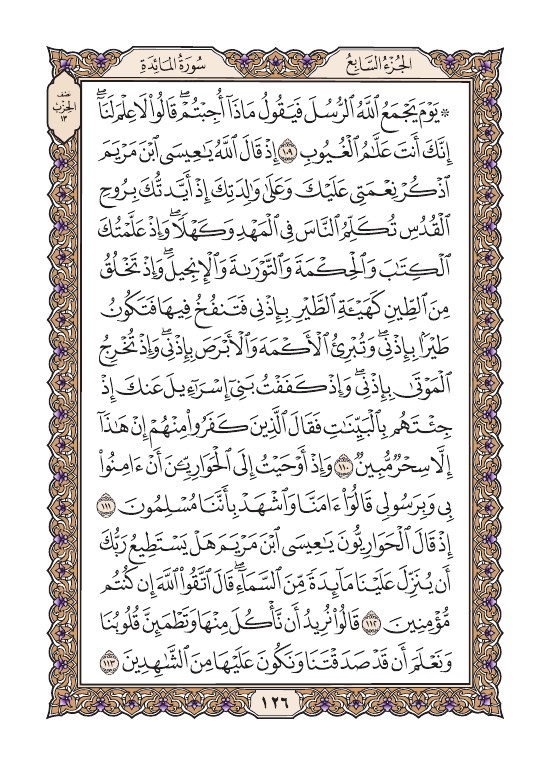 الجُزْءُ السَّابِعُ
سُورَةُ المَائِدَةِ
نصف
الحزب
١٣
۞ يَوۡمَ يَجۡمَعُ ٱللَّهُ ٱلرُّسُلَ فَيَقُولُ مَاذَآ أُجِبۡتُمۡۖ قَالُواْ لَا عِلۡمَ لَنَآۖ
إِنَّكَ أَنتَ عَلَّٰمُ ٱلۡغُيُوبِ ١٠٩ إِذۡ قَالَ ٱللَّهُ يَٰعِيسَى ٱبۡنَ مَرۡيَمَ
ٱذۡكُرۡ نِعۡمَتِي عَلَيۡكَ وَعَلَىٰ وَٰلِدَتِكَ إِذۡ أَيَّدتُّكَ بِرُوحِ
ٱلۡقُدُسِ تُكَلِّمُ ٱلنَّاسَ فِي ٱلۡمَهۡدِ وَكَهۡلٗاۖ وَإِذۡ عَلَّمۡتُكَ
ٱلۡكِتَٰبَ وَٱلۡحِكۡمَةَ وَٱلتَّوۡرَىٰةَ وَٱلۡإِنجِيلَۖ وَإِذۡ تَخۡلُقُ
مِنَ ٱلطِّينِ كَهَيۡـَٔةِ ٱلطَّيۡرِ بِإِذۡنِي فَتَنفُخُ فِيهَا فَتَكُونُ
طَيۡرَۢا بِإِذۡنِيۖ وَتُبۡرِئُ ٱلۡأَكۡمَهَ وَٱلۡأَبۡرَصَ بِإِذۡنِيۖ وَإِذۡ تُخۡرِجُ
ٱلۡمَوۡتَىٰ بِإِذۡنِيۖ وَإِذۡ كَفَفۡتُ بَنِيٓ إِسۡرَٰٓءِيلَ عَنكَ إِذۡ
جِئۡتَهُم بِٱلۡبَيِّنَٰتِ فَقَالَ ٱلَّذِينَ كَفَرُواْ مِنۡهُمۡ إِنۡ هَٰذَآ
إِلَّا سِحۡرٞ مُّبِينٞ ١١٠ وَإِذۡ أَوۡحَيۡتُ إِلَى ٱلۡحَوَارِيِّـۧنَ أَنۡ ءَامِنُواْ
بِي وَبِرَسُولِي قَالُوٓاْ ءَامَنَّا وَٱشۡهَدۡ بِأَنَّنَا مُسۡلِمُونَ ١١١
إِذۡ قَالَ ٱلۡحَوَارِيُّونَ يَٰعِيسَى ٱبۡنَ مَرۡيَمَ هَلۡ يَسۡتَطِيعُ رَبُّكَ
أَن يُنَزِّلَ عَلَيۡنَا مَآئِدَةٗ مِّنَ ٱلسَّمَآءِۖ قَالَ ٱتَّقُواْ ٱللَّهَ إِن كُنتُم
مُّؤۡمِنِينَ ١١٢ قَالُواْ نُرِيدُ أَن نَّأۡكُلَ مِنۡهَا وَتَطۡمَئِنَّ قُلُوبُنَا
وَنَعۡلَمَ أَن قَدۡ صَدَقۡتَنَا وَنَكُونَ عَلَيۡهَا مِنَ ٱلشَّٰهِدِينَ ١١٣
١٢٦